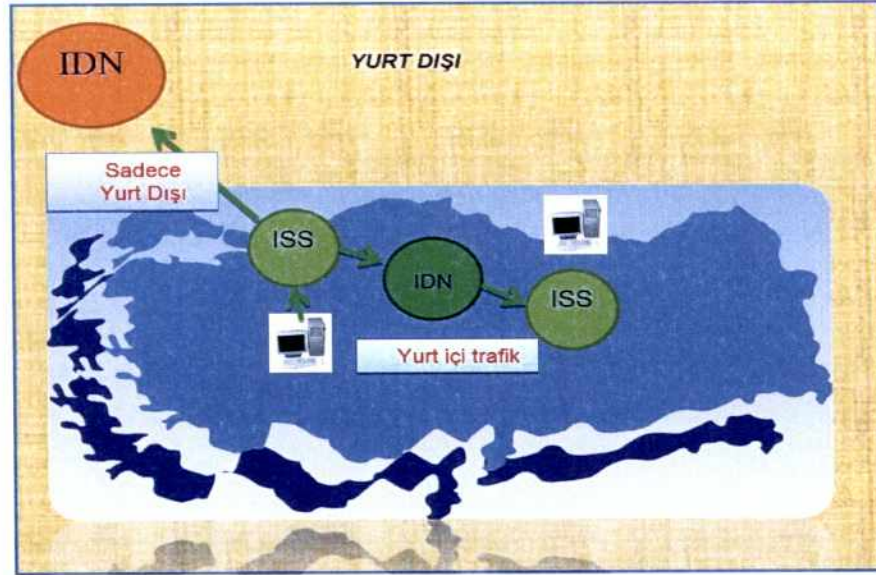 IDN
YURT DIŞI
Sadece
Yurt Dışı
ISS
IDN
ISS
Yurt içi trafik